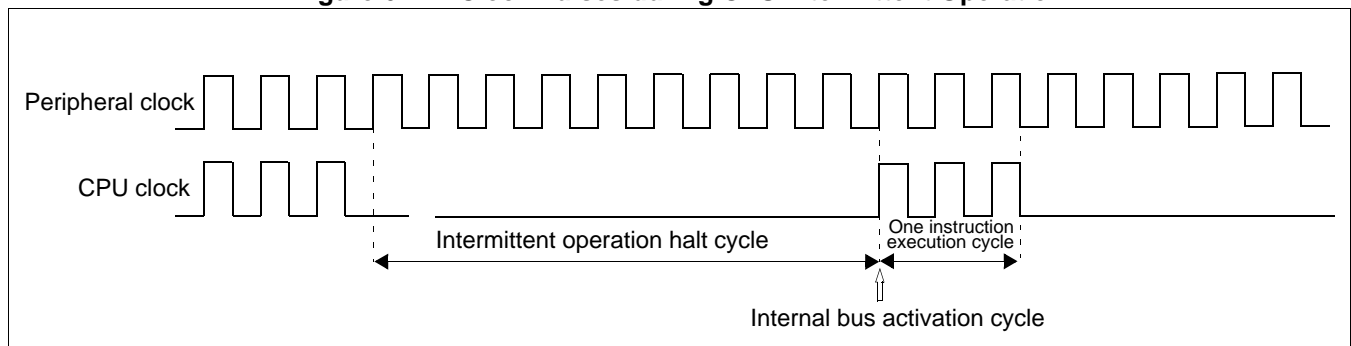 Peripheral clock
CPU clock
Intermittent operation halt cycle
One instruction
execution cycle
Internal bus activation cycle